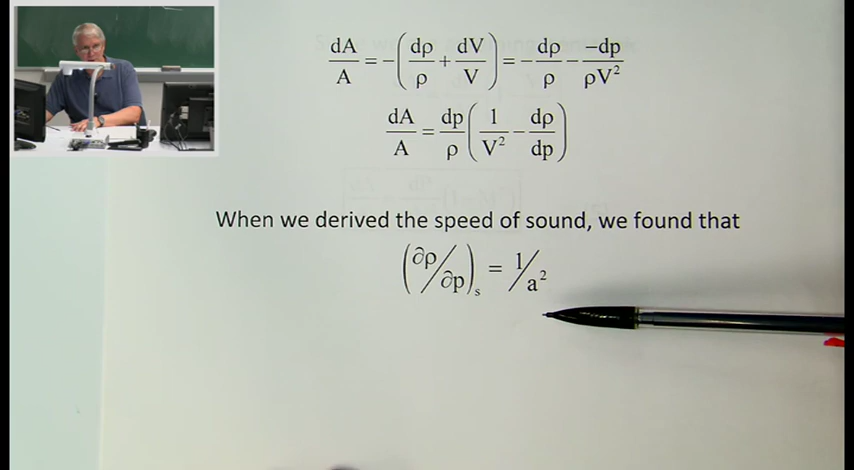 dA/A = −(dρ/ρ + dV/V) = −dρ/ρ − −dp/ρV²
dA/A = dp/ρ (1/V² − dρ/dp)
When we derived the speed of sound, we found that
(∂ρ/∂p)ₛ = 1/a²